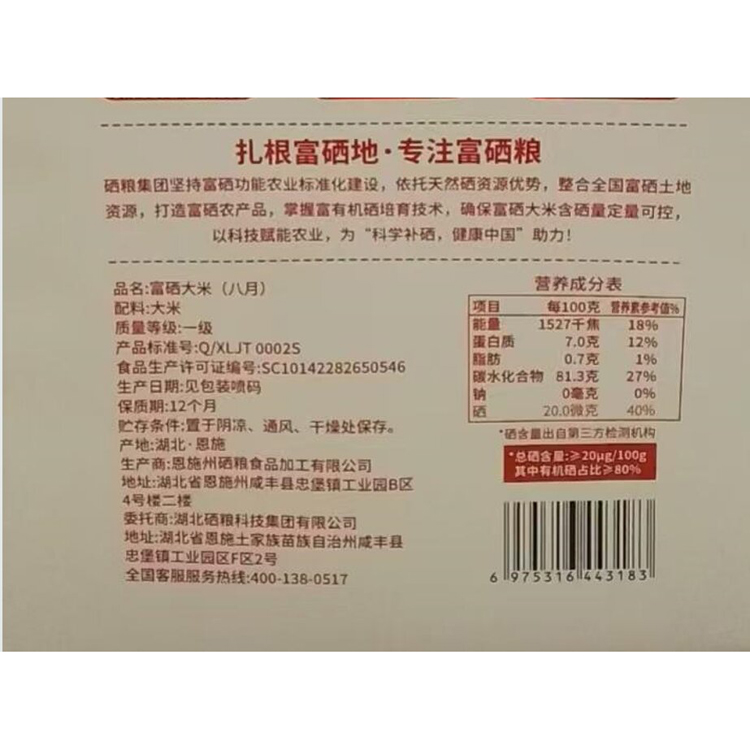 扎根富硒地·专注富硒粮
硒粮集团坚持富硒功能农业标准化建设，依托天然硒资源优势，整合全国富硒土地
资源，打造富硒农产品，掌握富有机硒培育技术，确保富硒大米含硒量定量可控，
以科技赋能农业，为“科学补硒，健康中国”助力！
品名:富硒大米（八月）
配料:大米
质量等级:一级
产品标准号:Q/XLJT 0002S
食品生产许可证编号:SC10142282650546
生产日期:见包装喷码
保质期:12个月
贮存条件:置于阴凉、通风、干燥处保存。
产地:湖北·恩施
生产商:恩施州硒粮食品加工有限公司
地址:湖北省恩施州咸丰县忠堡镇工业园B区
4号楼二楼
委托商:湖北硒粮科技集团有限公司
地址:湖北省恩施土家族苗族自治州咸丰县
忠堡镇工业园区F区2号
全国客服服务热线:400-138-0517
营养成分表
项目 每100克 营养素参考值%
能量 1527千焦 18%
蛋白质 7.0克 12%
脂肪 0.7克 1%
碳水化合物 81.3克 27%
钠 0毫克 0%
硒 20.0微克 40%
*硒含量出自第三方检测机构
*总硒含量:≥20μg/100g
其中有机硒占比≥80%
6 975316 443183